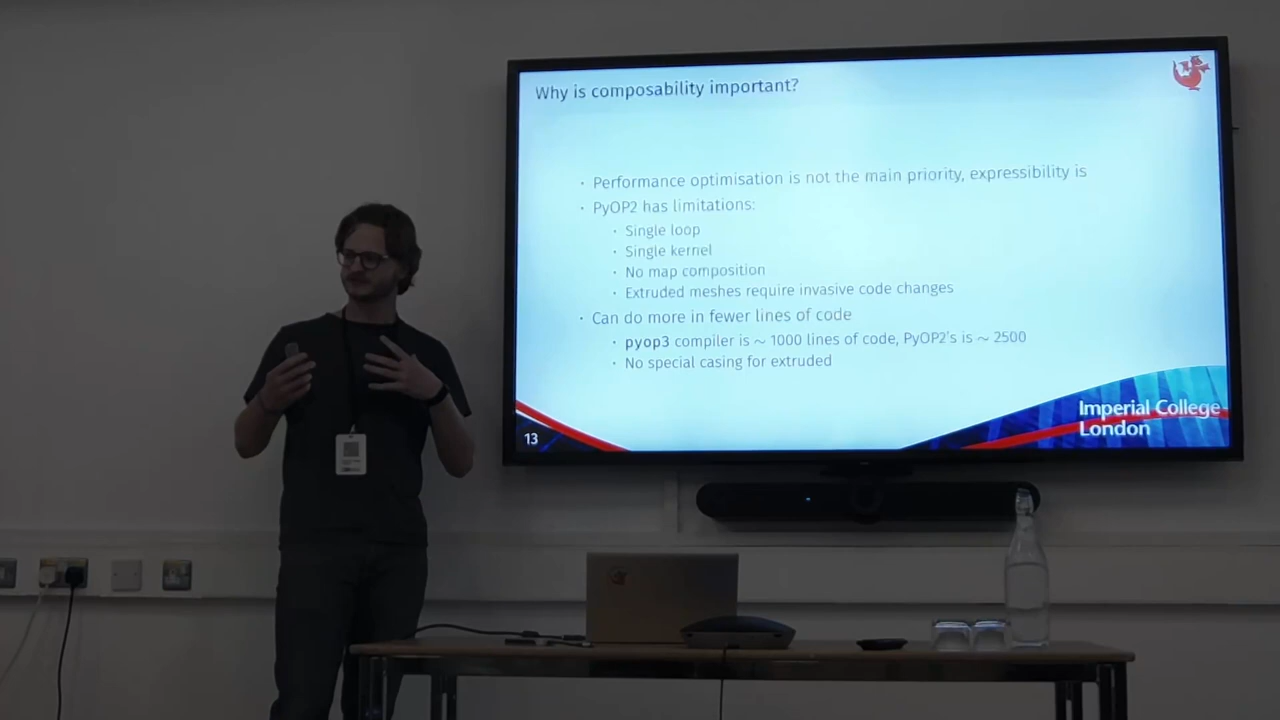 Why is composability important?
· Performance optimisation is not the main priority, expressibility is
· PyOP2 has limitations:
· Single loop
· Single kernel
· No map composition
· Extruded meshes require invasive code changes
· Can do more in fewer lines of code
· pyop3 compiler is ~ 1000 lines of code, PyOP2's is ~ 2500
· No special casing for extruded
13
Imperial College
London